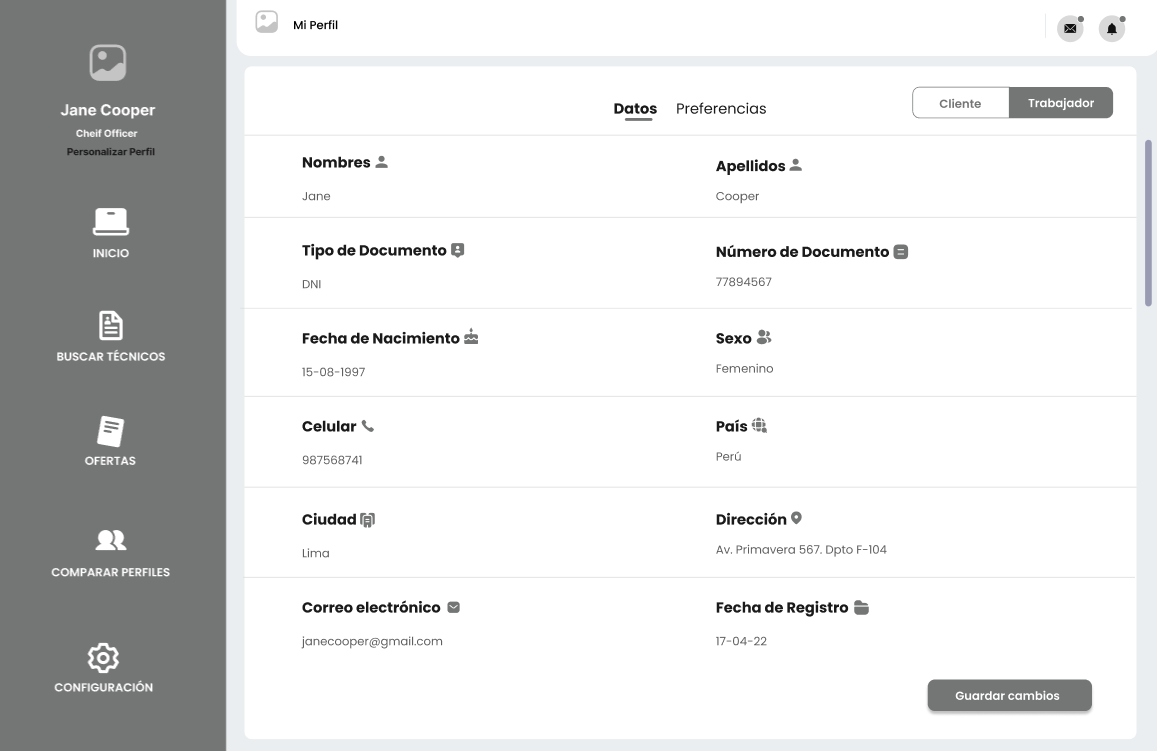 Jane Cooper
Cheif Officer
Personalizar Perfil
INICIO
BUSCAR TÉCNICOS
OFERTAS
COMPARAR PERFILES
CONFIGURACIÓN
Mi Perfil
Datos
Preferencias
Cliente
Trabajador
Nombres
Jane
Apellidos
Cooper
Tipo de Documento
DNI
Número de Documento
77894567
Fecha de Nacimiento
15-08-1997
Sexo
Femenino
Celular
987568741
País
Perú
Ciudad
Lima
Dirección
Av. Primavera 567. Dpto F-104
Correo electrónico
janecooper@gmail.com
Fecha de Registro
17-04-22
Guardar cambios